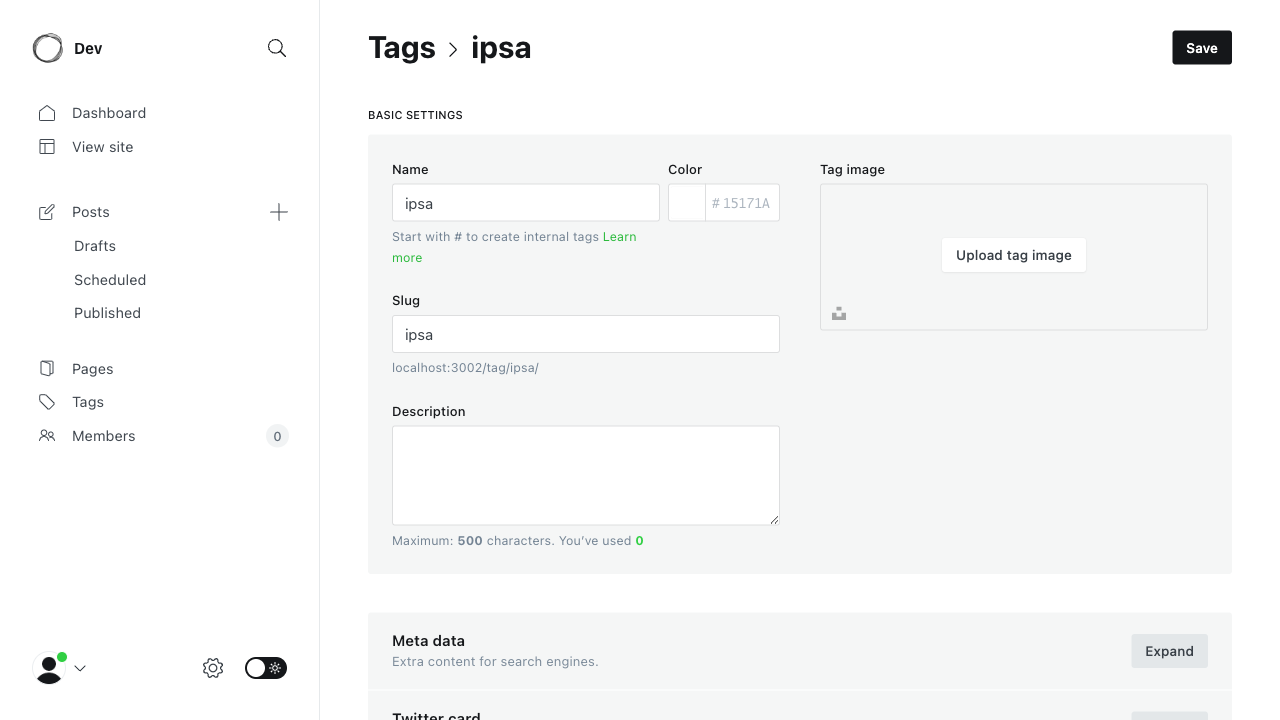 Dev
Dashboard
View site
Posts
Drafts
Scheduled
Published
Pages
Tags
Members
0
Tags > ipsa
Save
BASIC SETTINGS
Name
ipsa
Start with # to create internal tags Learn
more
Color
# 15171A
Slug
ipsa
localhost:3002/tag/ipsa/
Description
Maximum: 500 characters. You’ve used 0
Tag image
Upload tag image
Meta data
Extra content for search engines.
Expand
Twitter card